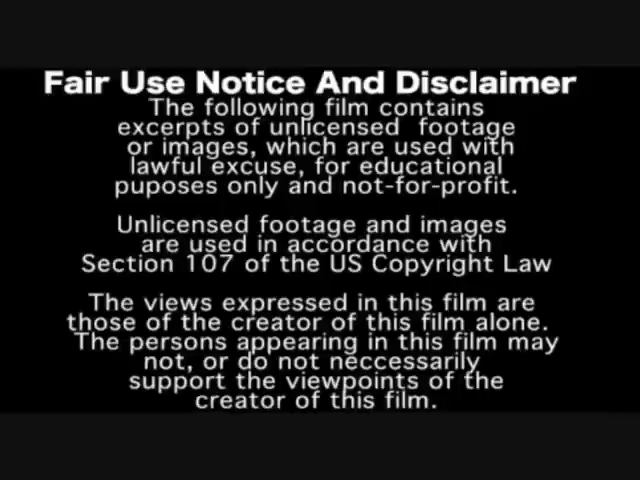 Fair Use Notice And Disclaimer
The following film contains
excerpts of unlicensed footage
or images, which are used with
lawful excuse, for educational
puposes only and not-for-profit.
Unlicensed footage and images
are used in accordance with
Section 107 of the US Copyright Law
The views expressed in this film are
those of the creator of this film alone.
The persons appearing in this film may
not, or do not neccessarily
support the viewpoints of the
creator of this film.